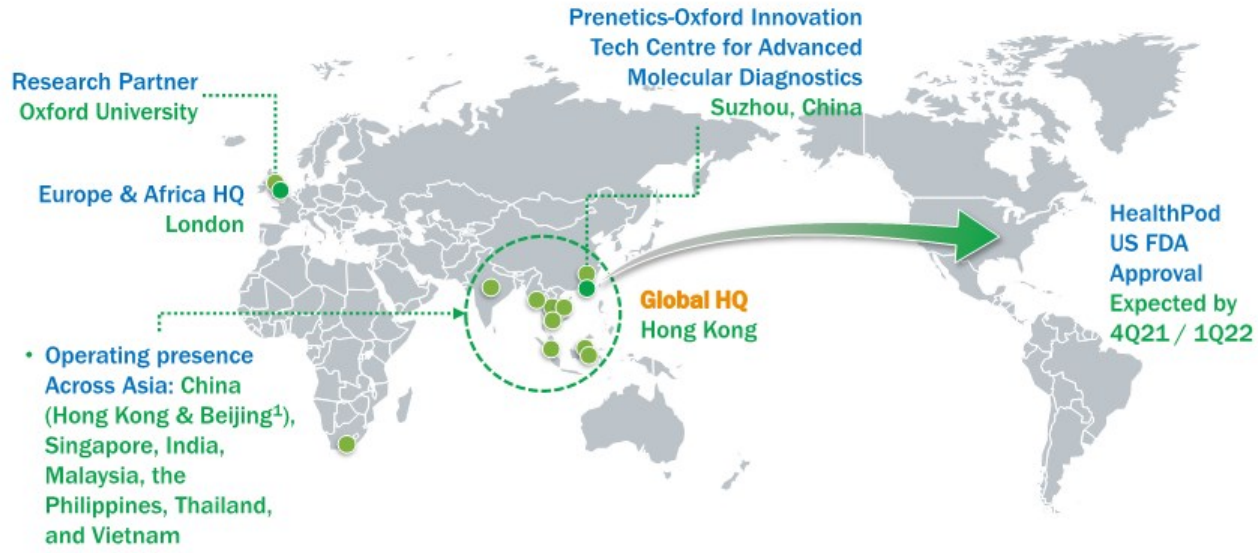 Prenetics-Oxford Innovation
Tech Centre for Advanced
Molecular Diagnostics
Suzhou, China
Research Partner
Oxford University
Europe & Africa HQ
London
HealthPod
US FDA
Approval
Expected by
4Q21 / 1Q22
Global HQ
Hong Kong
• Operating presence
Across Asia: China
(Hong Kong & Beijing¹),
Singapore, India,
Malaysia, the
Philippines, Thailand,
and Vietnam